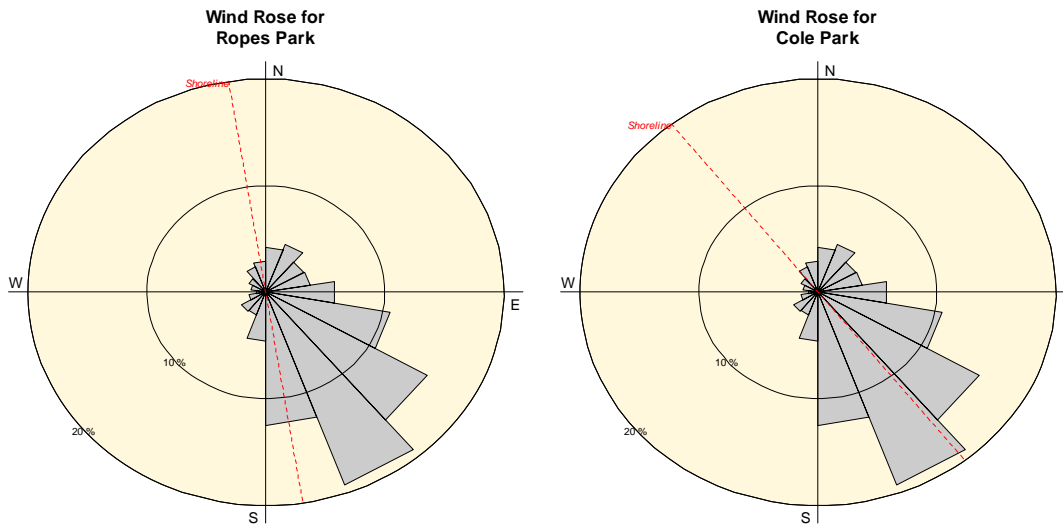 Wind Rose for
Ropes Park
Shoreline
N
W
E
10 %
20 %
S
Wind Rose for
Cole Park
N
Shoreline
W
10 %
20 %
S